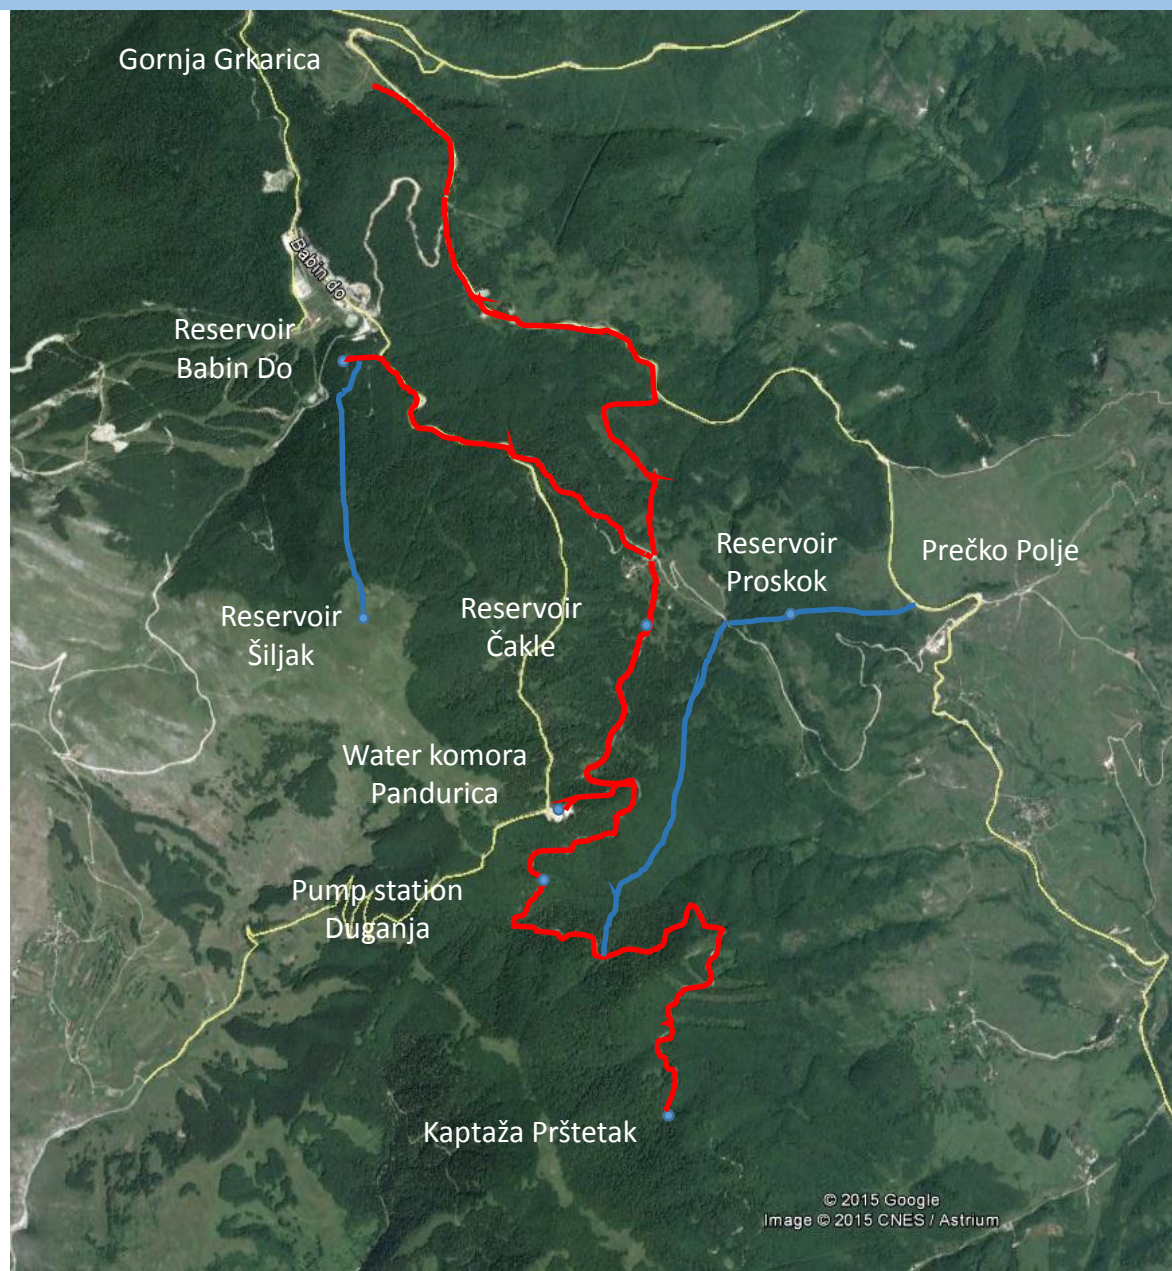 Gornja Grkarica
Babin do
Reservoir
Babin Do
Reservoir
Proskok
Prečko Polje
Reservoir
Šiljak
Reservoir
Čakle
Water komora
Pandurica
Pump station
Duganja
Kaptaža Prštetak
© 2015 Google
Image © 2015 CNES / Astrium